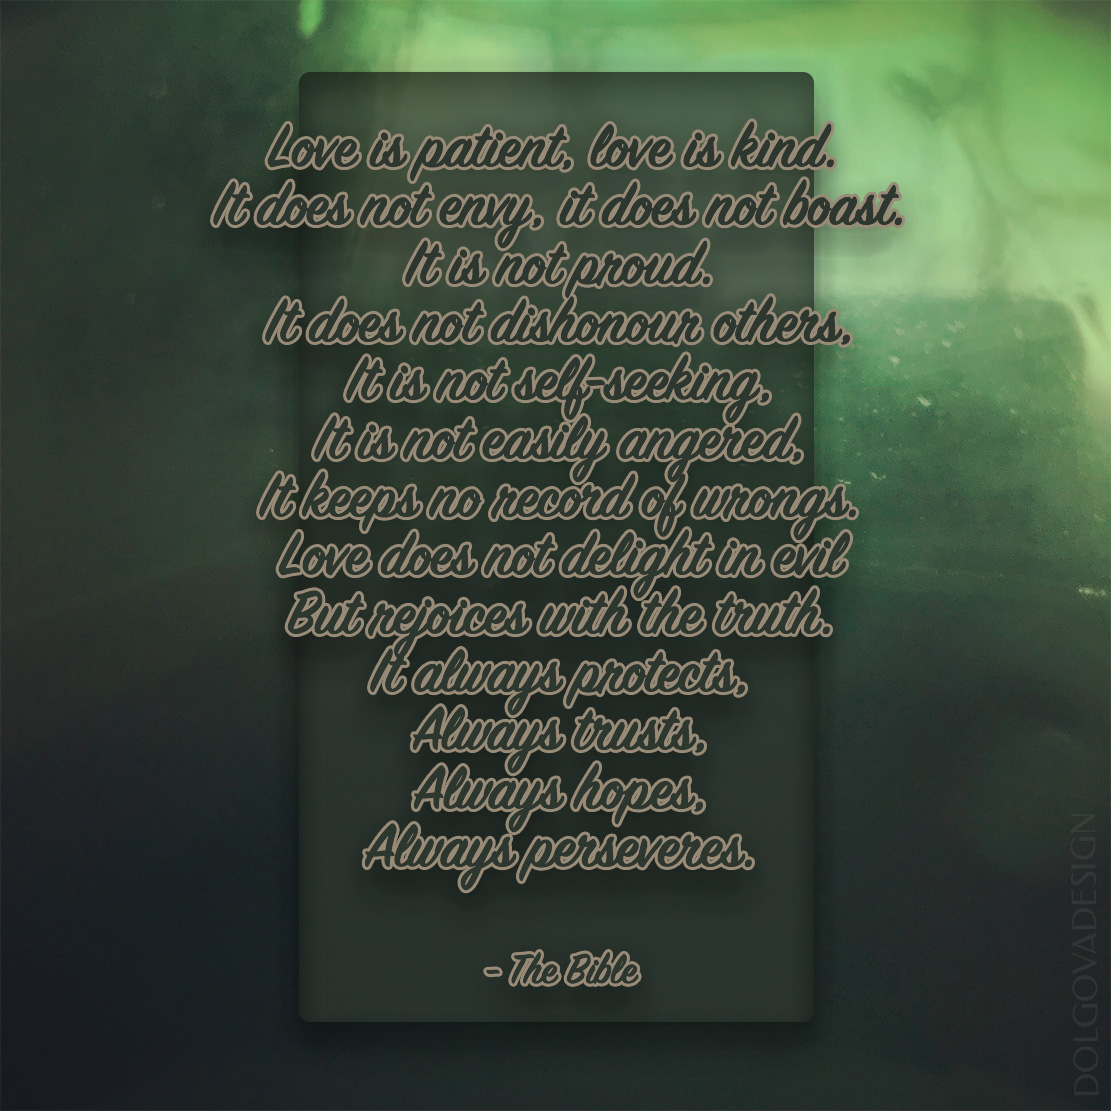 Love is patient, love is kind.
It does not envy, it does not boast.
It is not proud.
It does not dishonour others,
It is not self-seeking,
It is not easily angered,
It keeps no record of wrongs.
Love does not delight in evil
But rejoices with the truth.
It always protects,
Always trusts,
Always hopes,
Always perseveres.
- The Bible
DOLGOVADESIGN